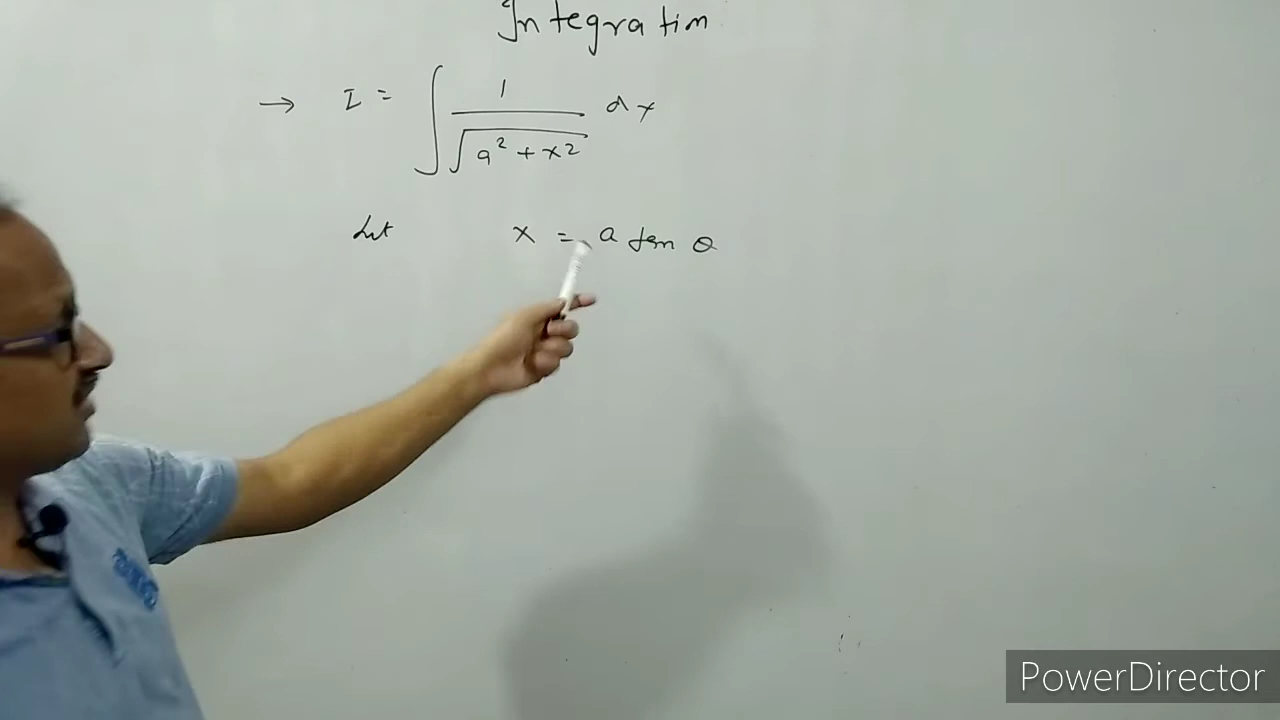 Integration
→ I = ∫ 1/√(a² + x²) dx
Let x = a tan θ
PowerDirector